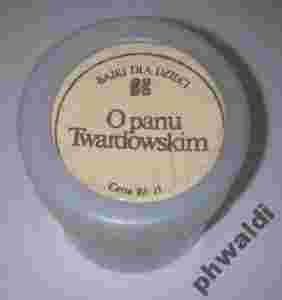 BAJKI DLA DZIECI
O panu
Twardowskim
Cena
phwaldi